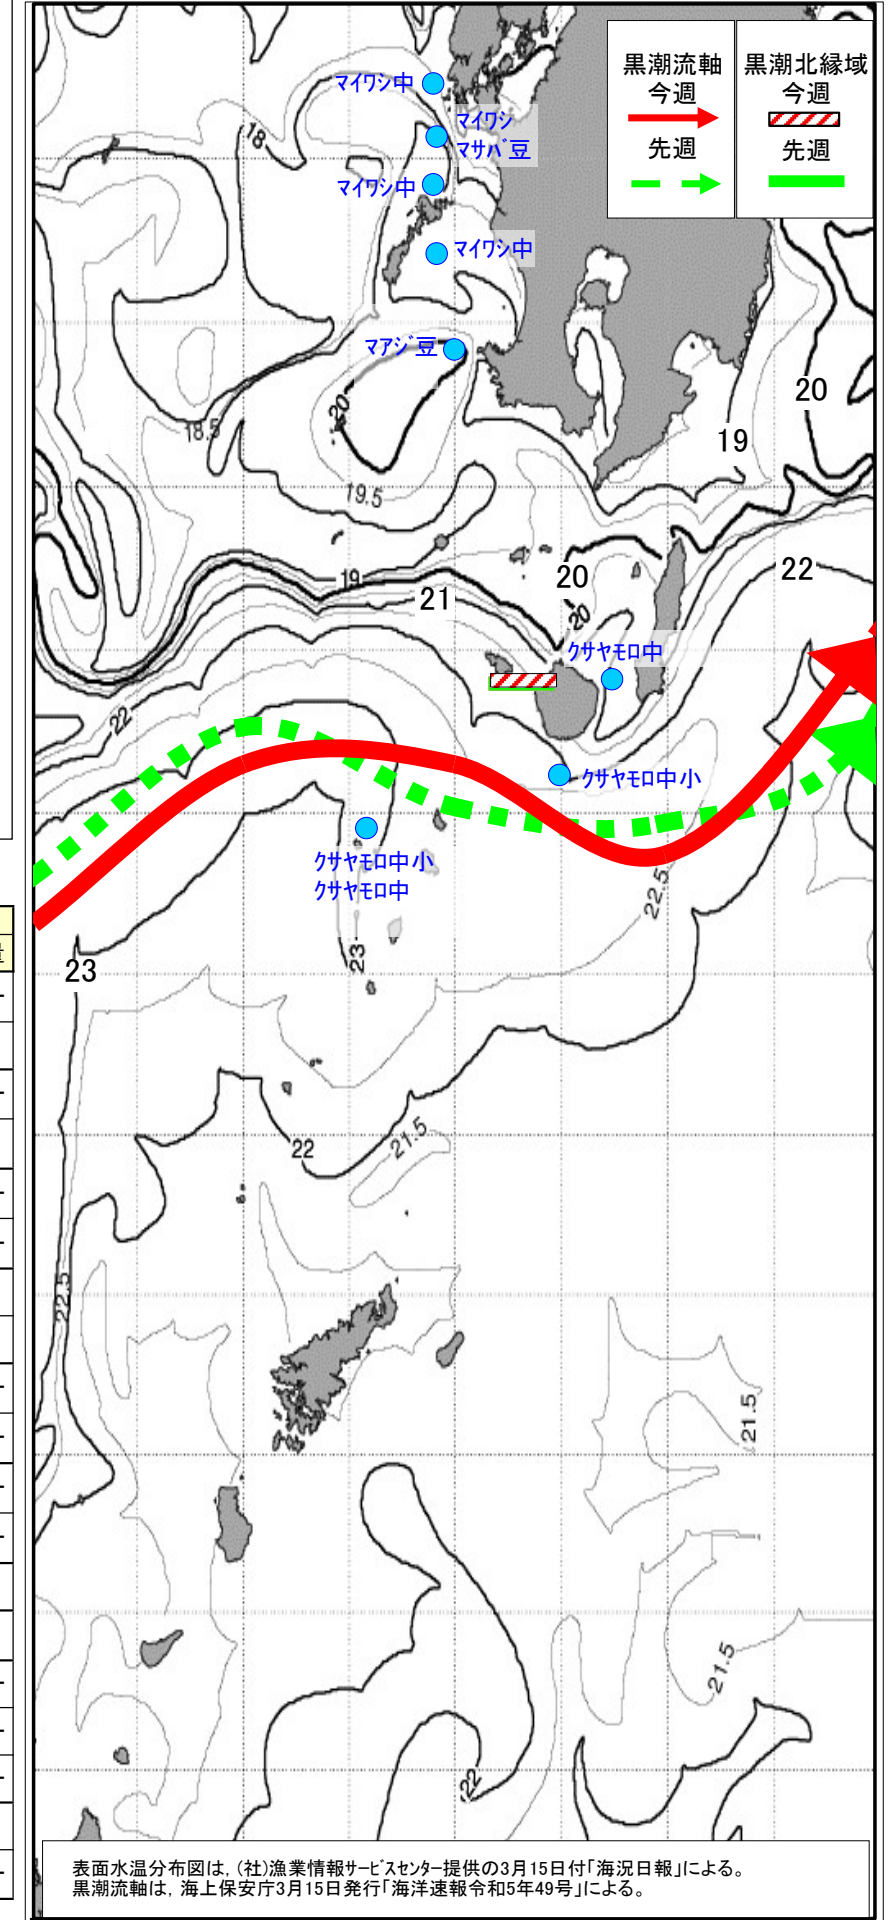 黒潮流軸
今週
先週
黒潮北縁域
今週
先週
マイワシ中
マイワシ
マサバ豆
マイワシ中
マイワシ中
マアジ豆
18
18.5
20
19.5
19
20
19
21
20
20
22
クサヤモロ中
22
クサヤモロ中小
クサヤモロ中小
クサヤモロ中
22.5
23
23
22
21.5
22.5
21.5
21.5
22
量
表面水温分布図は, (社)漁業情報サービスセンター提供の3月15日付「海況日報」による。
黒潮流軸は, 海上保安庁3月15日発行「海洋速報令和5年49号」による。